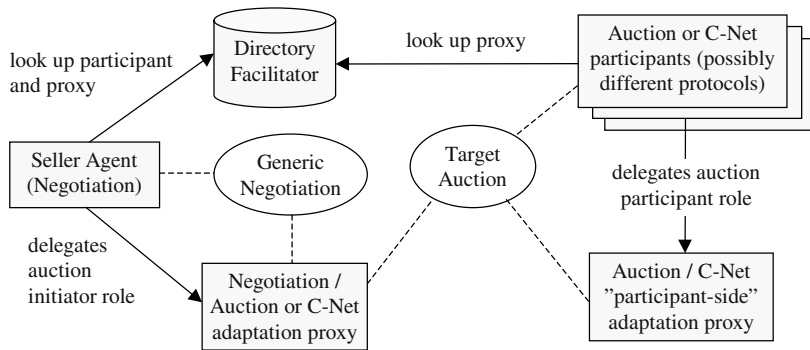 Directory
Facilitator
look up proxy
Auction or C-Net
participants (possibly
different protocols)
look up participant
and proxy
Seller Agent
(Negotiation)
Generic
Negotiation
Target
Auction
delegates auction
participant role
delegates
auction
initiator role
Negotiation /
Auction or C-Net
adaptation proxy
Auction / C-Net
”participant-side”
adaptation proxy